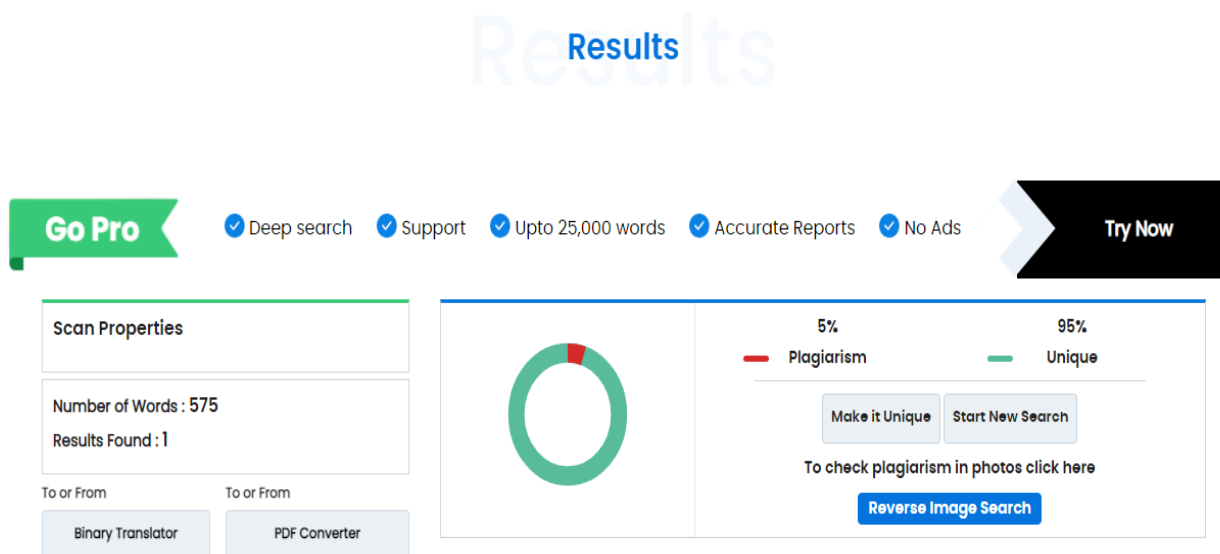 Results
Results
Go Pro
Deep search
Support
Upto 25,000 words
Accurate Reports
No Ads
Try Now
Scan Properties
Number of Words : 575
Results Found : 1
To or From
To or From
Binary Translator
PDF Converter
5%
95%
Plagiarism
Unique
Make it Unique
Start New Search
To check plagiarism in photos click here
Reverse Image Search